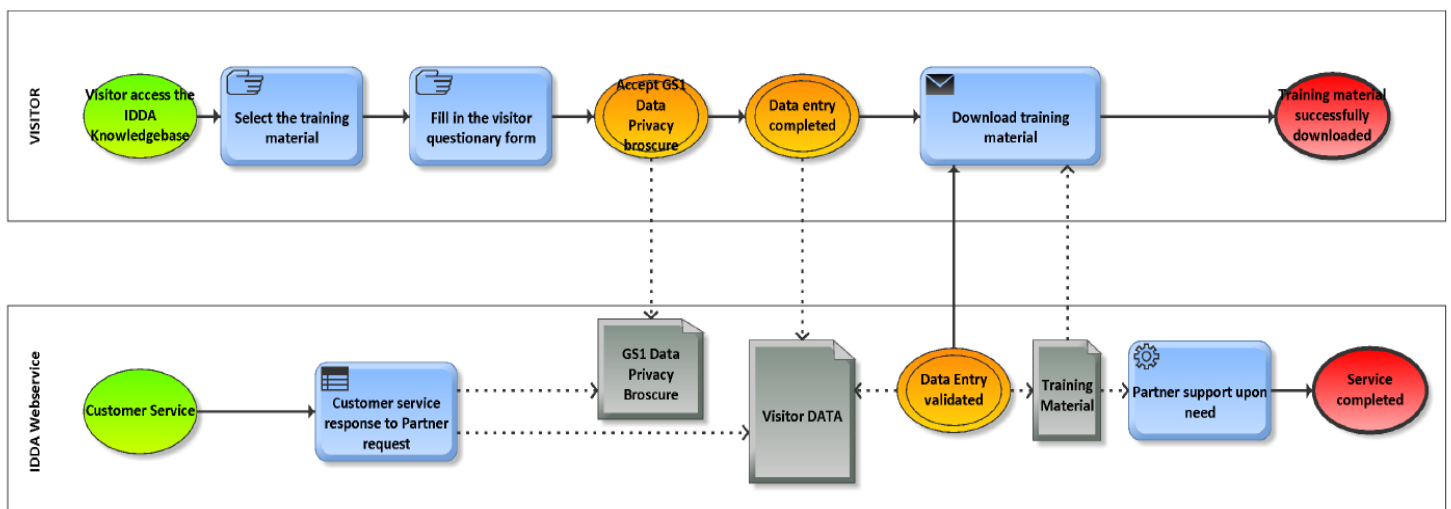 VISITOR
Visitor access the
IDDA
Knowledgebase
Select the training
material
Fill in the visitor
questionary form
Accept GS1
Data
Privacy
broscure
Data entry
completed
Download training
material
Training material
successfully
downloaded
IDDA Webservice
Customer Service
Customer service
response to Partner
request
GS1 Data
Privacy
Broscure
Visitor DATA
Data Entry
validated
Training
Material
Partner support upon
need
Service
completed